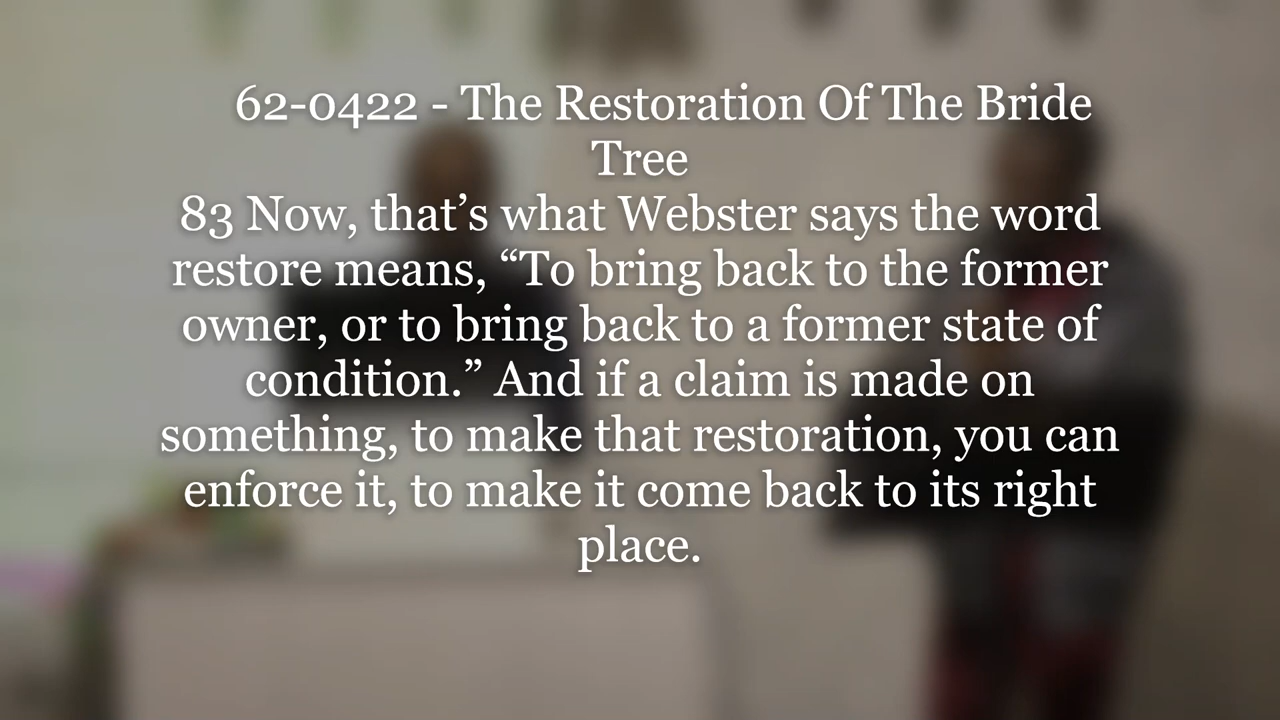 62-0422 - The Restoration Of The Bride
Tree
83 Now, that’s what Webster says the word
restore means, “To bring back to the former
owner, or to bring back to a former state of
condition.” And if a claim is made on
something, to make that restoration, you can
enforce it, to make it come back to its right
place.